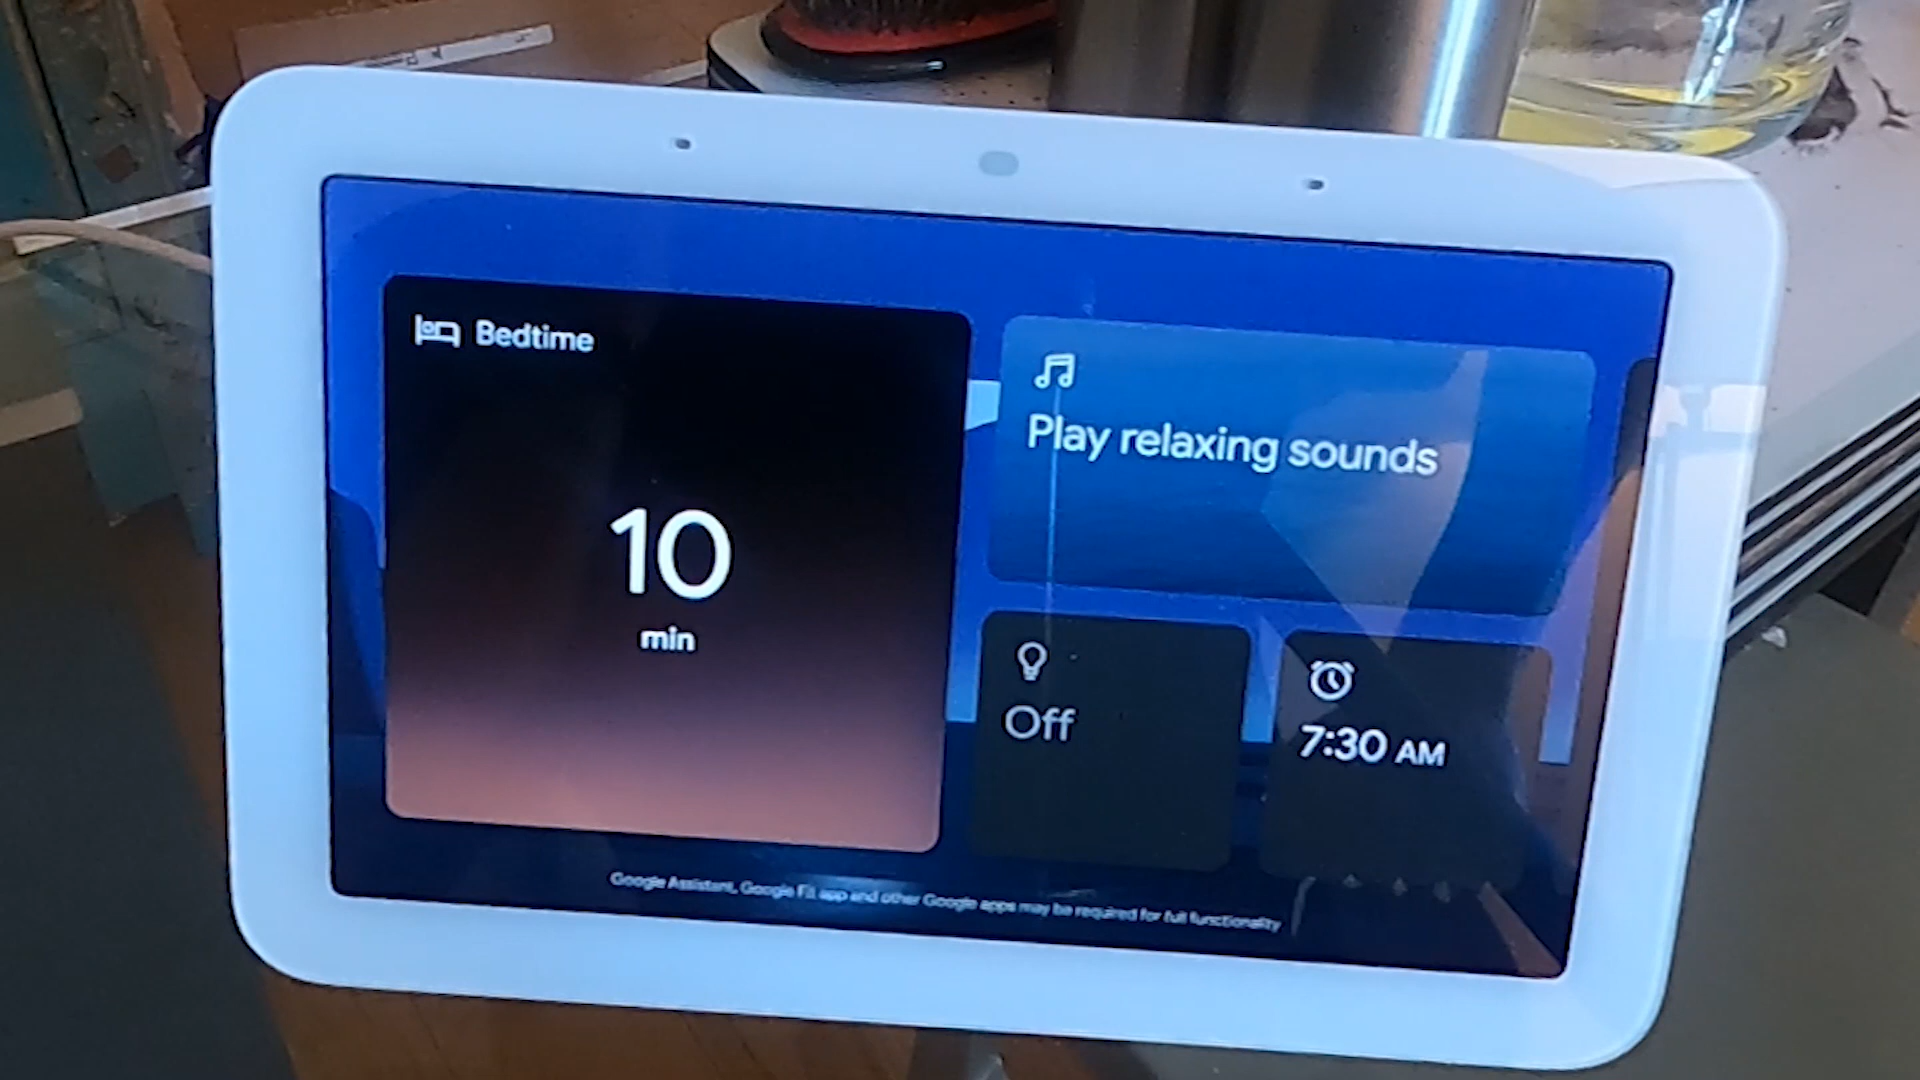 Bedtime
10
min
Play relaxing sounds
Off
7:30 AM
Google Assistant, Google Fit app and other Google apps may be required for full functionality